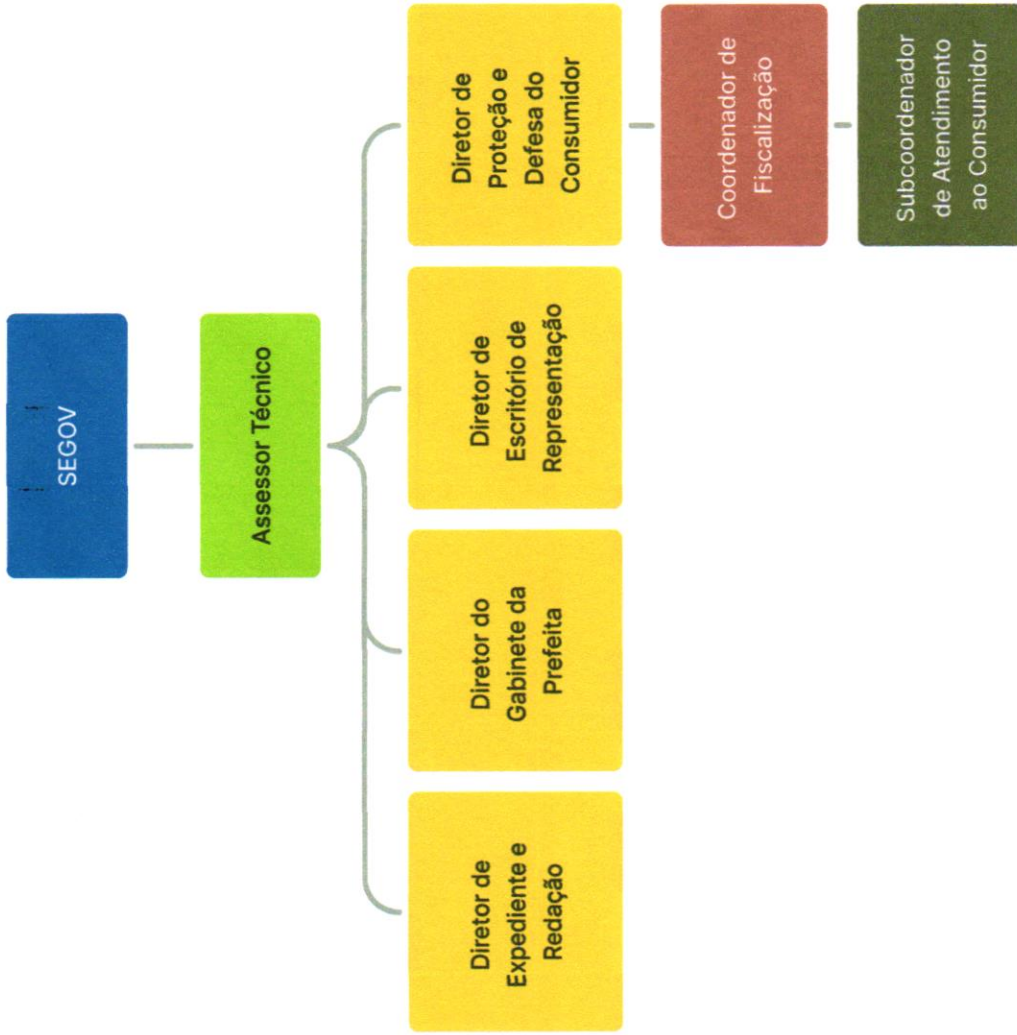 SEGOV
Assessor Técnico
Diretor de
Expediente e
Redação
Diretor do
Gabinete da
Prefeita
Diretor de
Escritório de
Representação
Diretor de
Proteção e
Defesa do
Consumidor
Coordenador de
Fiscalização
Subcoordenador
de Atendimento
ao Consumidor